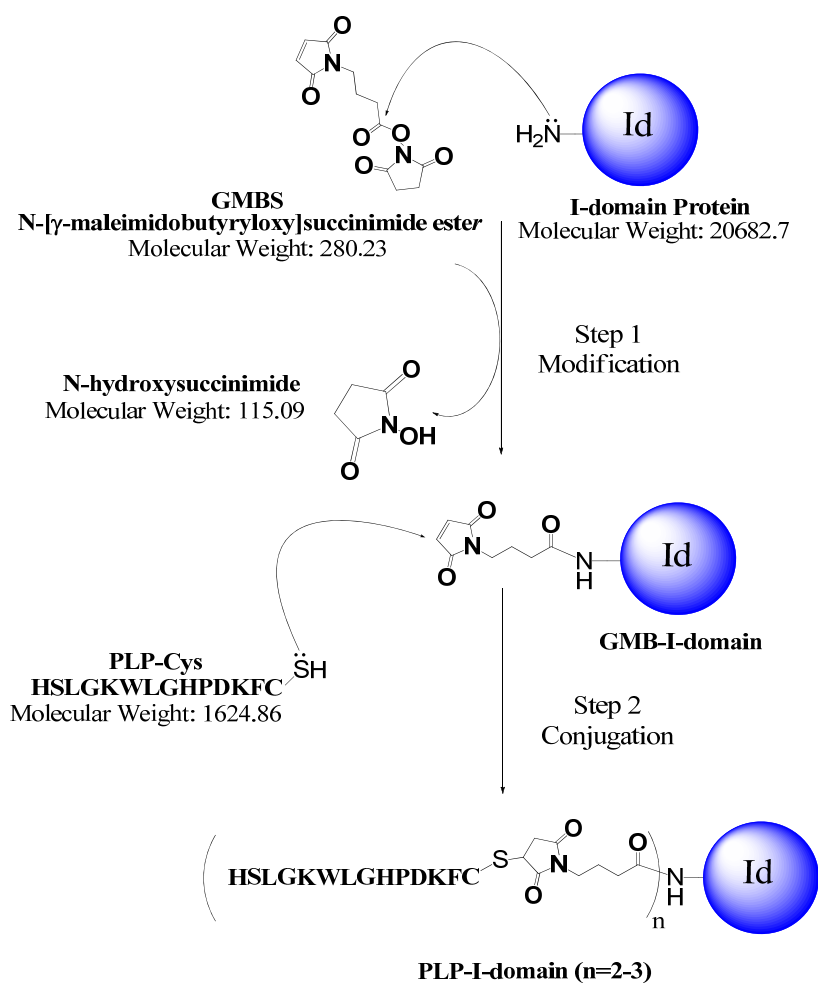 O
N
O
O
O
N
O
O
H2N
Id
GMBS
N-[γ-maleimidobutyryloxy]succinimide ester
Molecular Weight: 280.23
I-domain Protein
Molecular Weight: 20682.7
Step 1
Modification
N-hydroxysuccinimide
Molecular Weight: 115.09
O
N
OH
O
O
N
O
O
N
H
Id
GMB-I-domain
PLP-Cys
SH
HSLGKWLGHPDKFC
Molecular Weight: 1624.86
Step 2
Conjugation
HSLGKWLGHPDKFC
S
O
N
O
O
n
N
H
Id
PLP-I-domain (n=2-3)